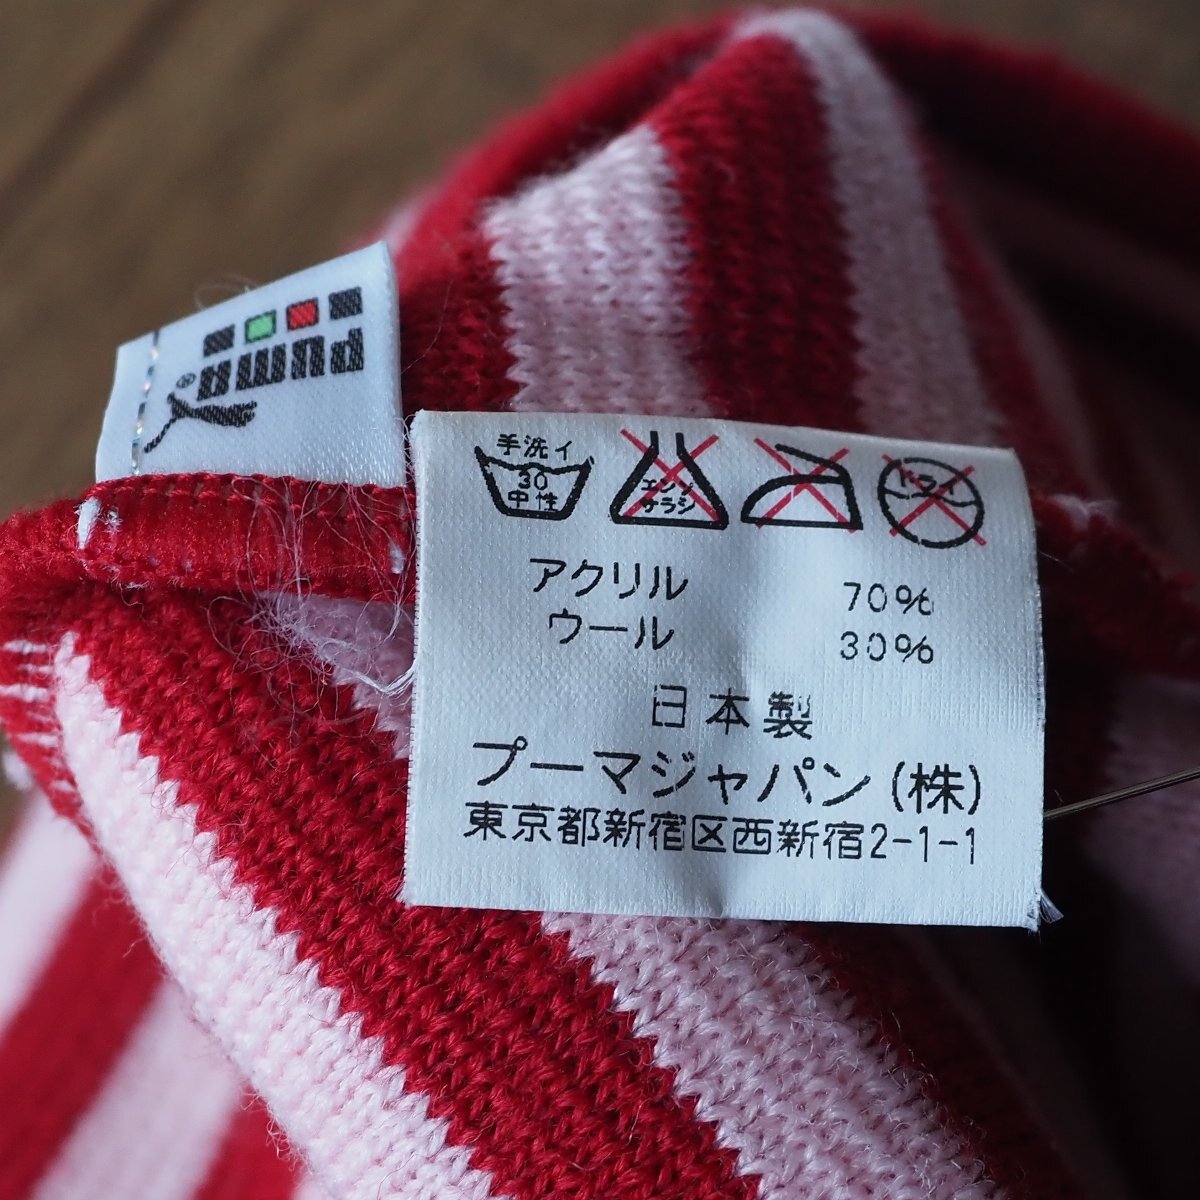 puma®
手洗イ
30
中性
エンソ
サラシ
ドライ
アクリル 70%
ウール 30%
日本製
プーマジャパン(株)
東京都新宿区西新宿2-1-1